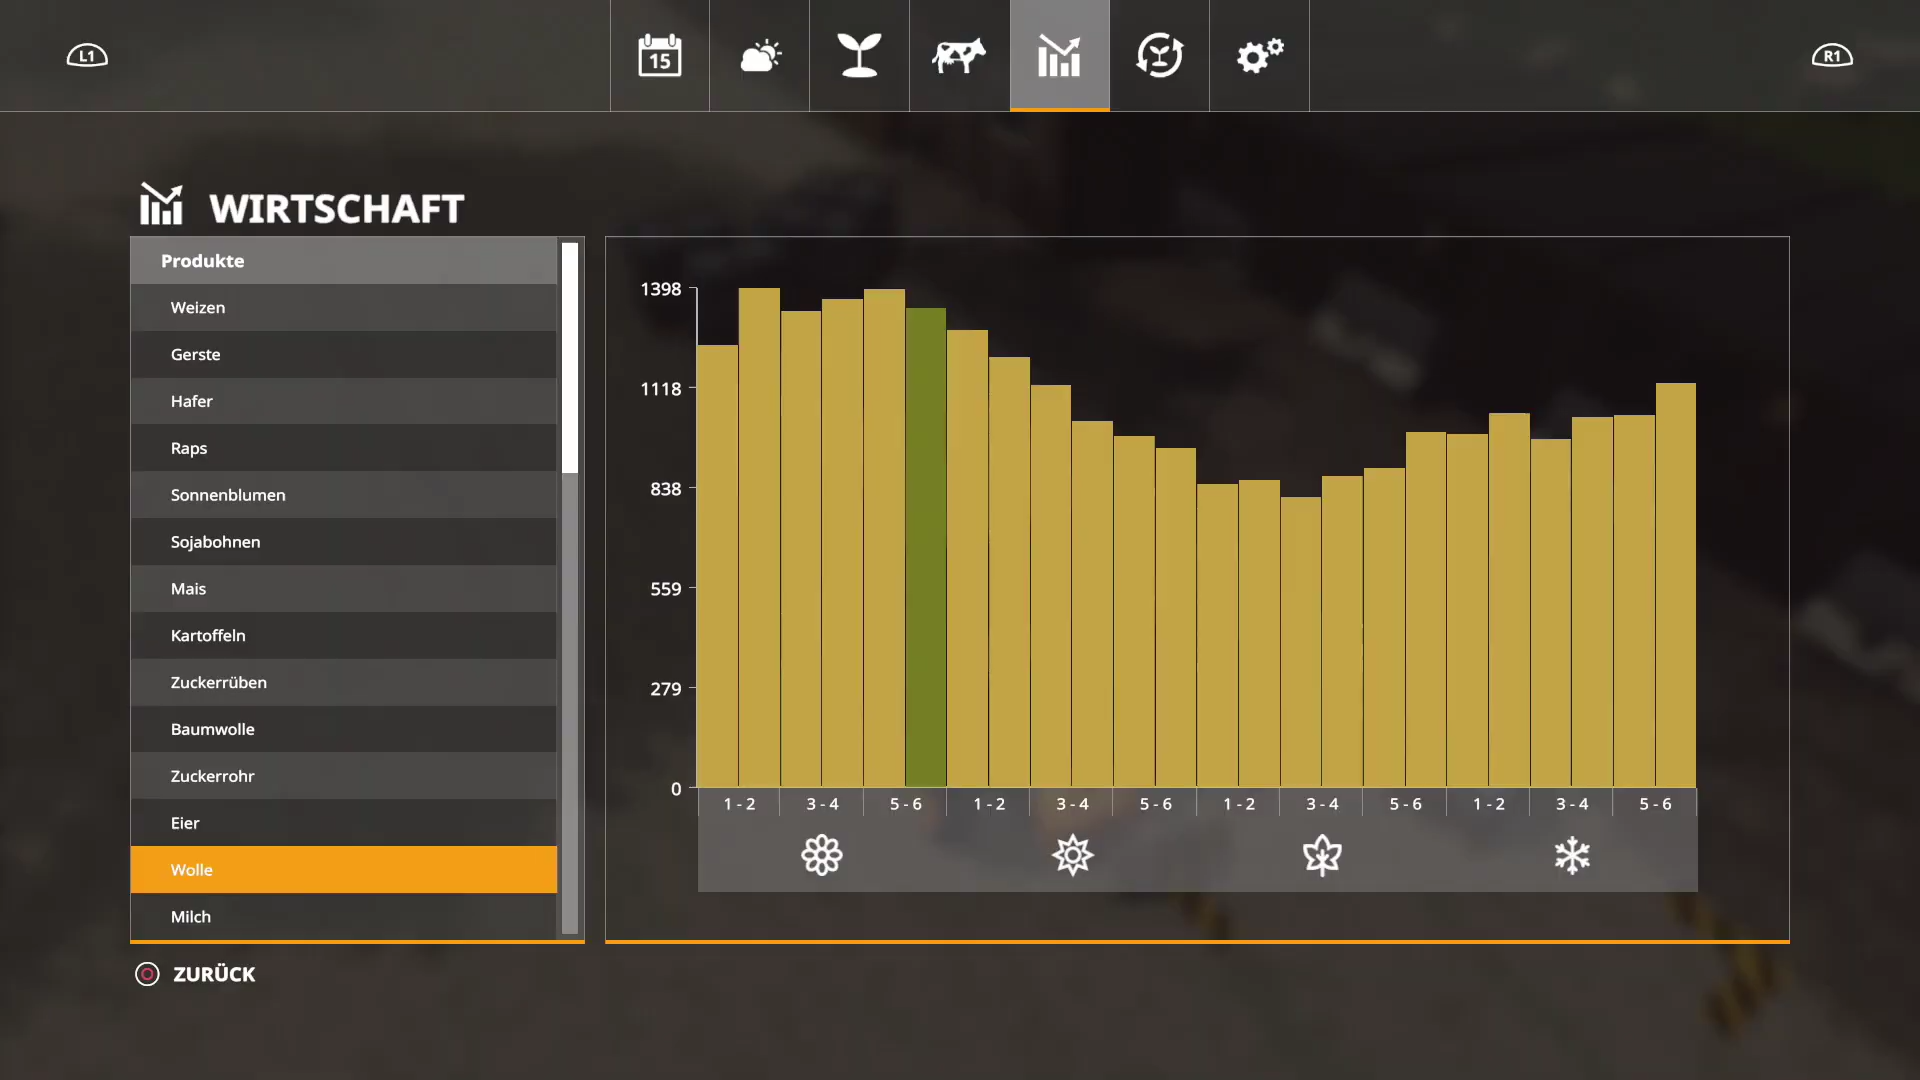 L1
15
R1
WIRTSCHAFT
Produkte
Weizen
Gerste
Hafer
Raps
Sonnenblumen
Sojabohnen
Mais
Kartoffeln
Zuckerrüben
Baumwolle
Zuckerrohr
Eier
Wolle
Milch
1398
1118
838
559
279
0
1 - 2 3 - 4 5 - 6 1 - 2 3 - 4 5 - 6 1 - 2 3 - 4 5 - 6 1 - 2 3 - 4 5 - 6
ZURÜCK